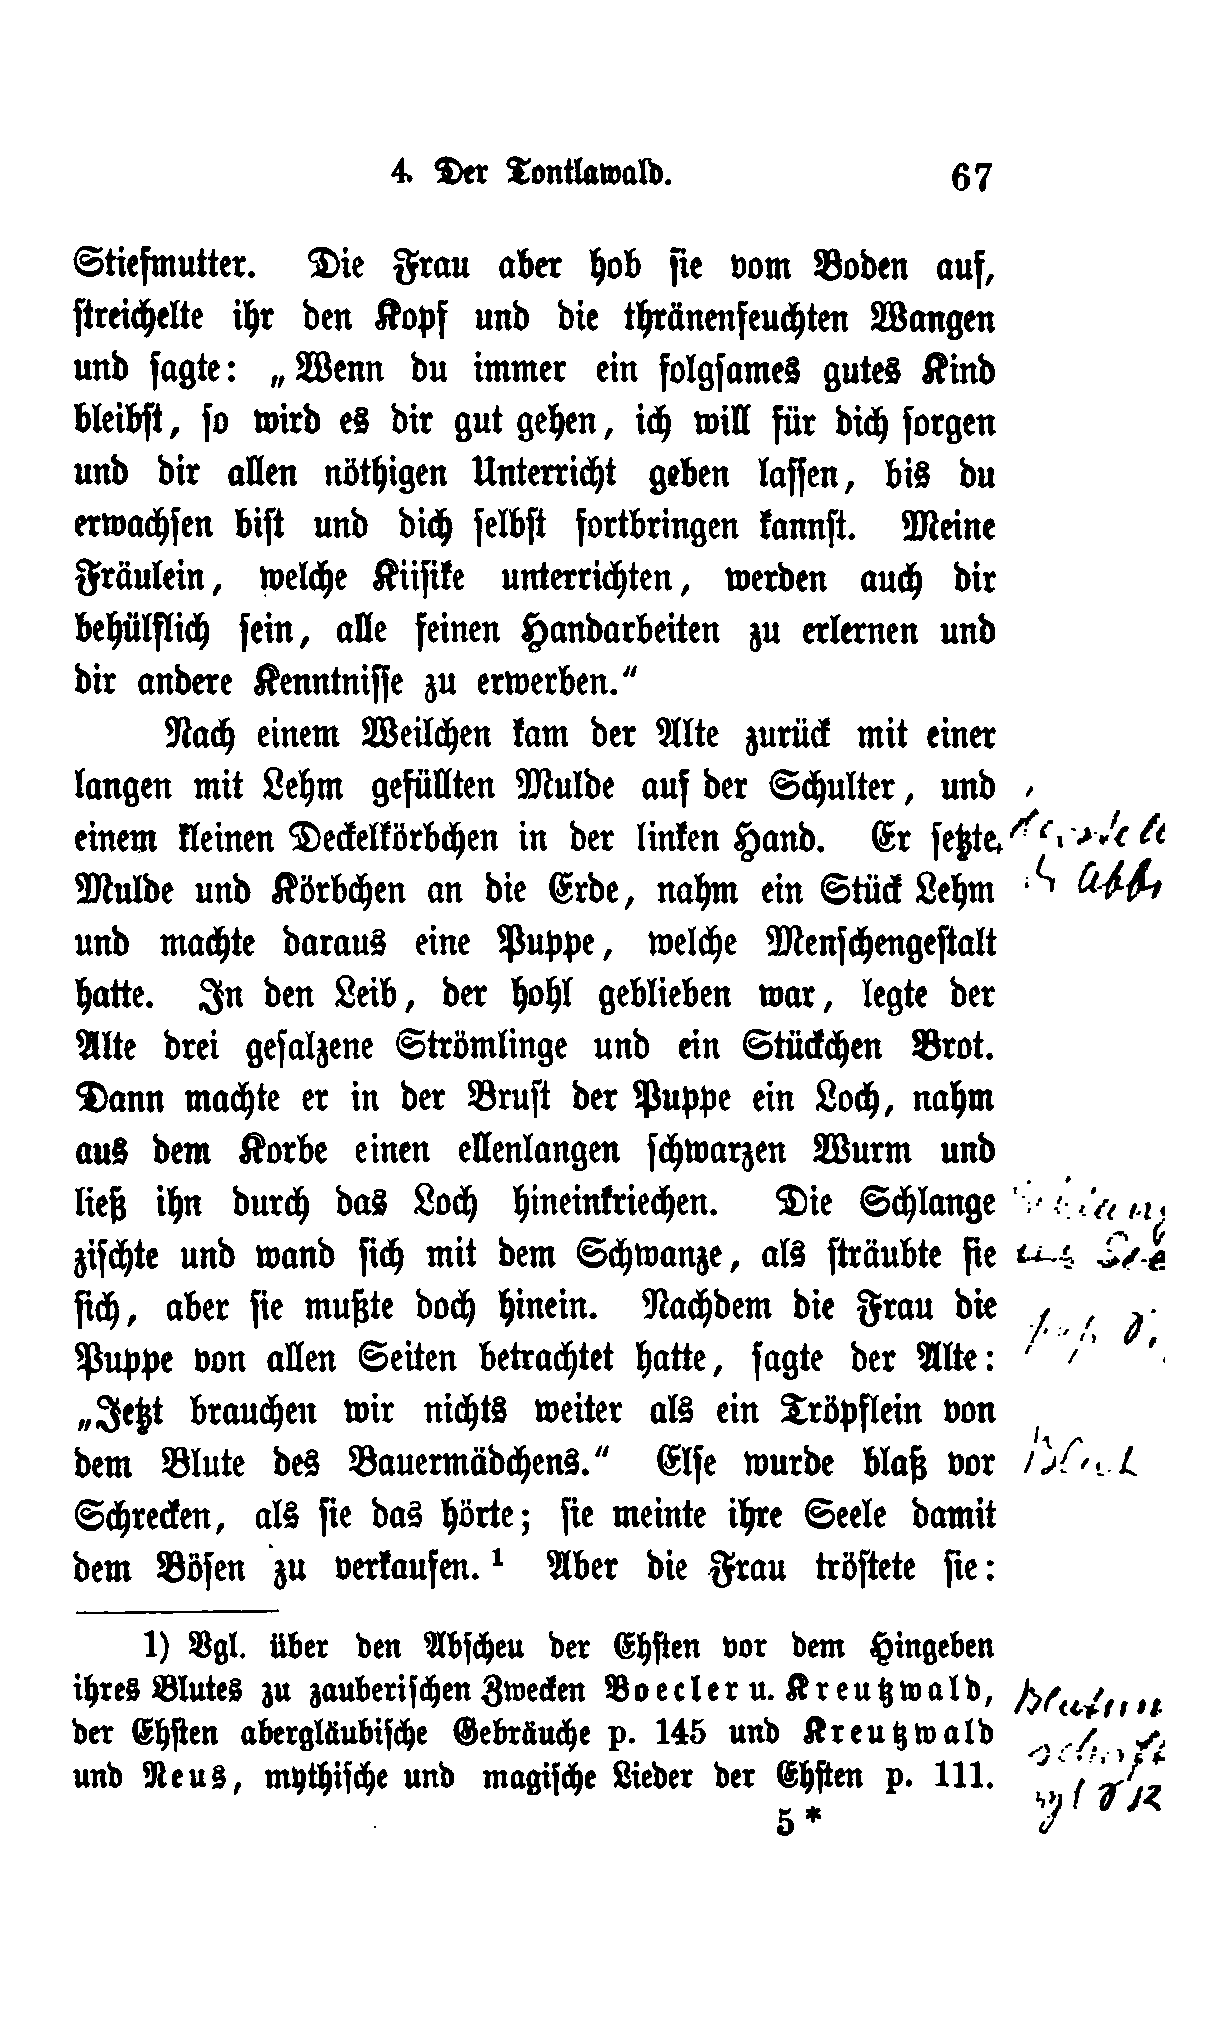 4. Der Tontlawald. 67
Stiefmutter. Die Frau aber hob sie vom Boden auf,
streichelte ihr den Kopf und die thränenfeuchten Wangen
und sagte: „Wenn du immer ein folgsames gutes Kind
bleibst, so wird es dir gut gehen, ich will für dich sorgen
und dir allen nöthigen Unterricht geben lassen, bis du
erwachsen bist und dich selbst fortbringen kannst. Meine
Fräulein, welche Kiisike unterrichten, werden auch dir
behülflich sein, alle feinen Handarbeiten zu erlernen und
dir andere Kenntnisse zu erwerben.“
Nach einem Weilchen kam der Alte zurück mit einer
langen mit Lehm gefüllten Mulde auf der Schulter, und
einem kleinen Deckelkörbchen in der linken Hand. Er setzte
Mulde und Körbchen an die Erde, nahm ein Stück Lehm
und machte daraus eine Puppe, welche Menschengestalt
hatte. In den Leib, der hohl geblieben war, legte der
Alte drei gesalzene Strömlinge und ein Stückchen Brot.
Dann machte er in der Brust der Puppe ein Loch, nahm
aus dem Korbe einen ellenlangen schwarzen Wurm und
ließ ihn durch das Loch hineinkriechen. Die Schlange
zischte und wand sich mit dem Schwanze, als sträubte sie
sich, aber sie mußte doch hinein. Nachdem die Frau die
Puppe von allen Seiten betrachtet hatte, sagte der Alte:
„Jetzt brauchen wir nichts weiter als ein Tröpflein von
dem Blute des Bauermädchens.“ Else wurde blaß vor
Blut
Schrecken, als sie das hörte; sie meinte ihre Seele damit
dem Bösen zu verkaufen.¹ Aber die Frau tröstete sie:
1) Vgl. über den Abscheu der Ehsten vor dem Hingeben
ihres Blutes zu zauberischen Zwecken Boecler u. Kreutzwald,
der Ehsten abergläubische Gebräuche p. 145 und Kreutzwald
und Neus, mythische und magische Lieder der Ehsten p. 111.
5*